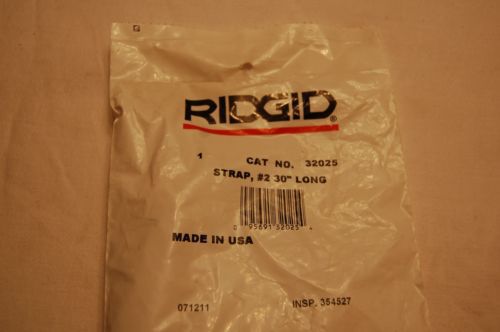 RIDGID®
1 CAT NO. 32025
STRAP, #2 30" LONG
0 95691 32025 4
MADE IN USA
071211 INSP. 354527